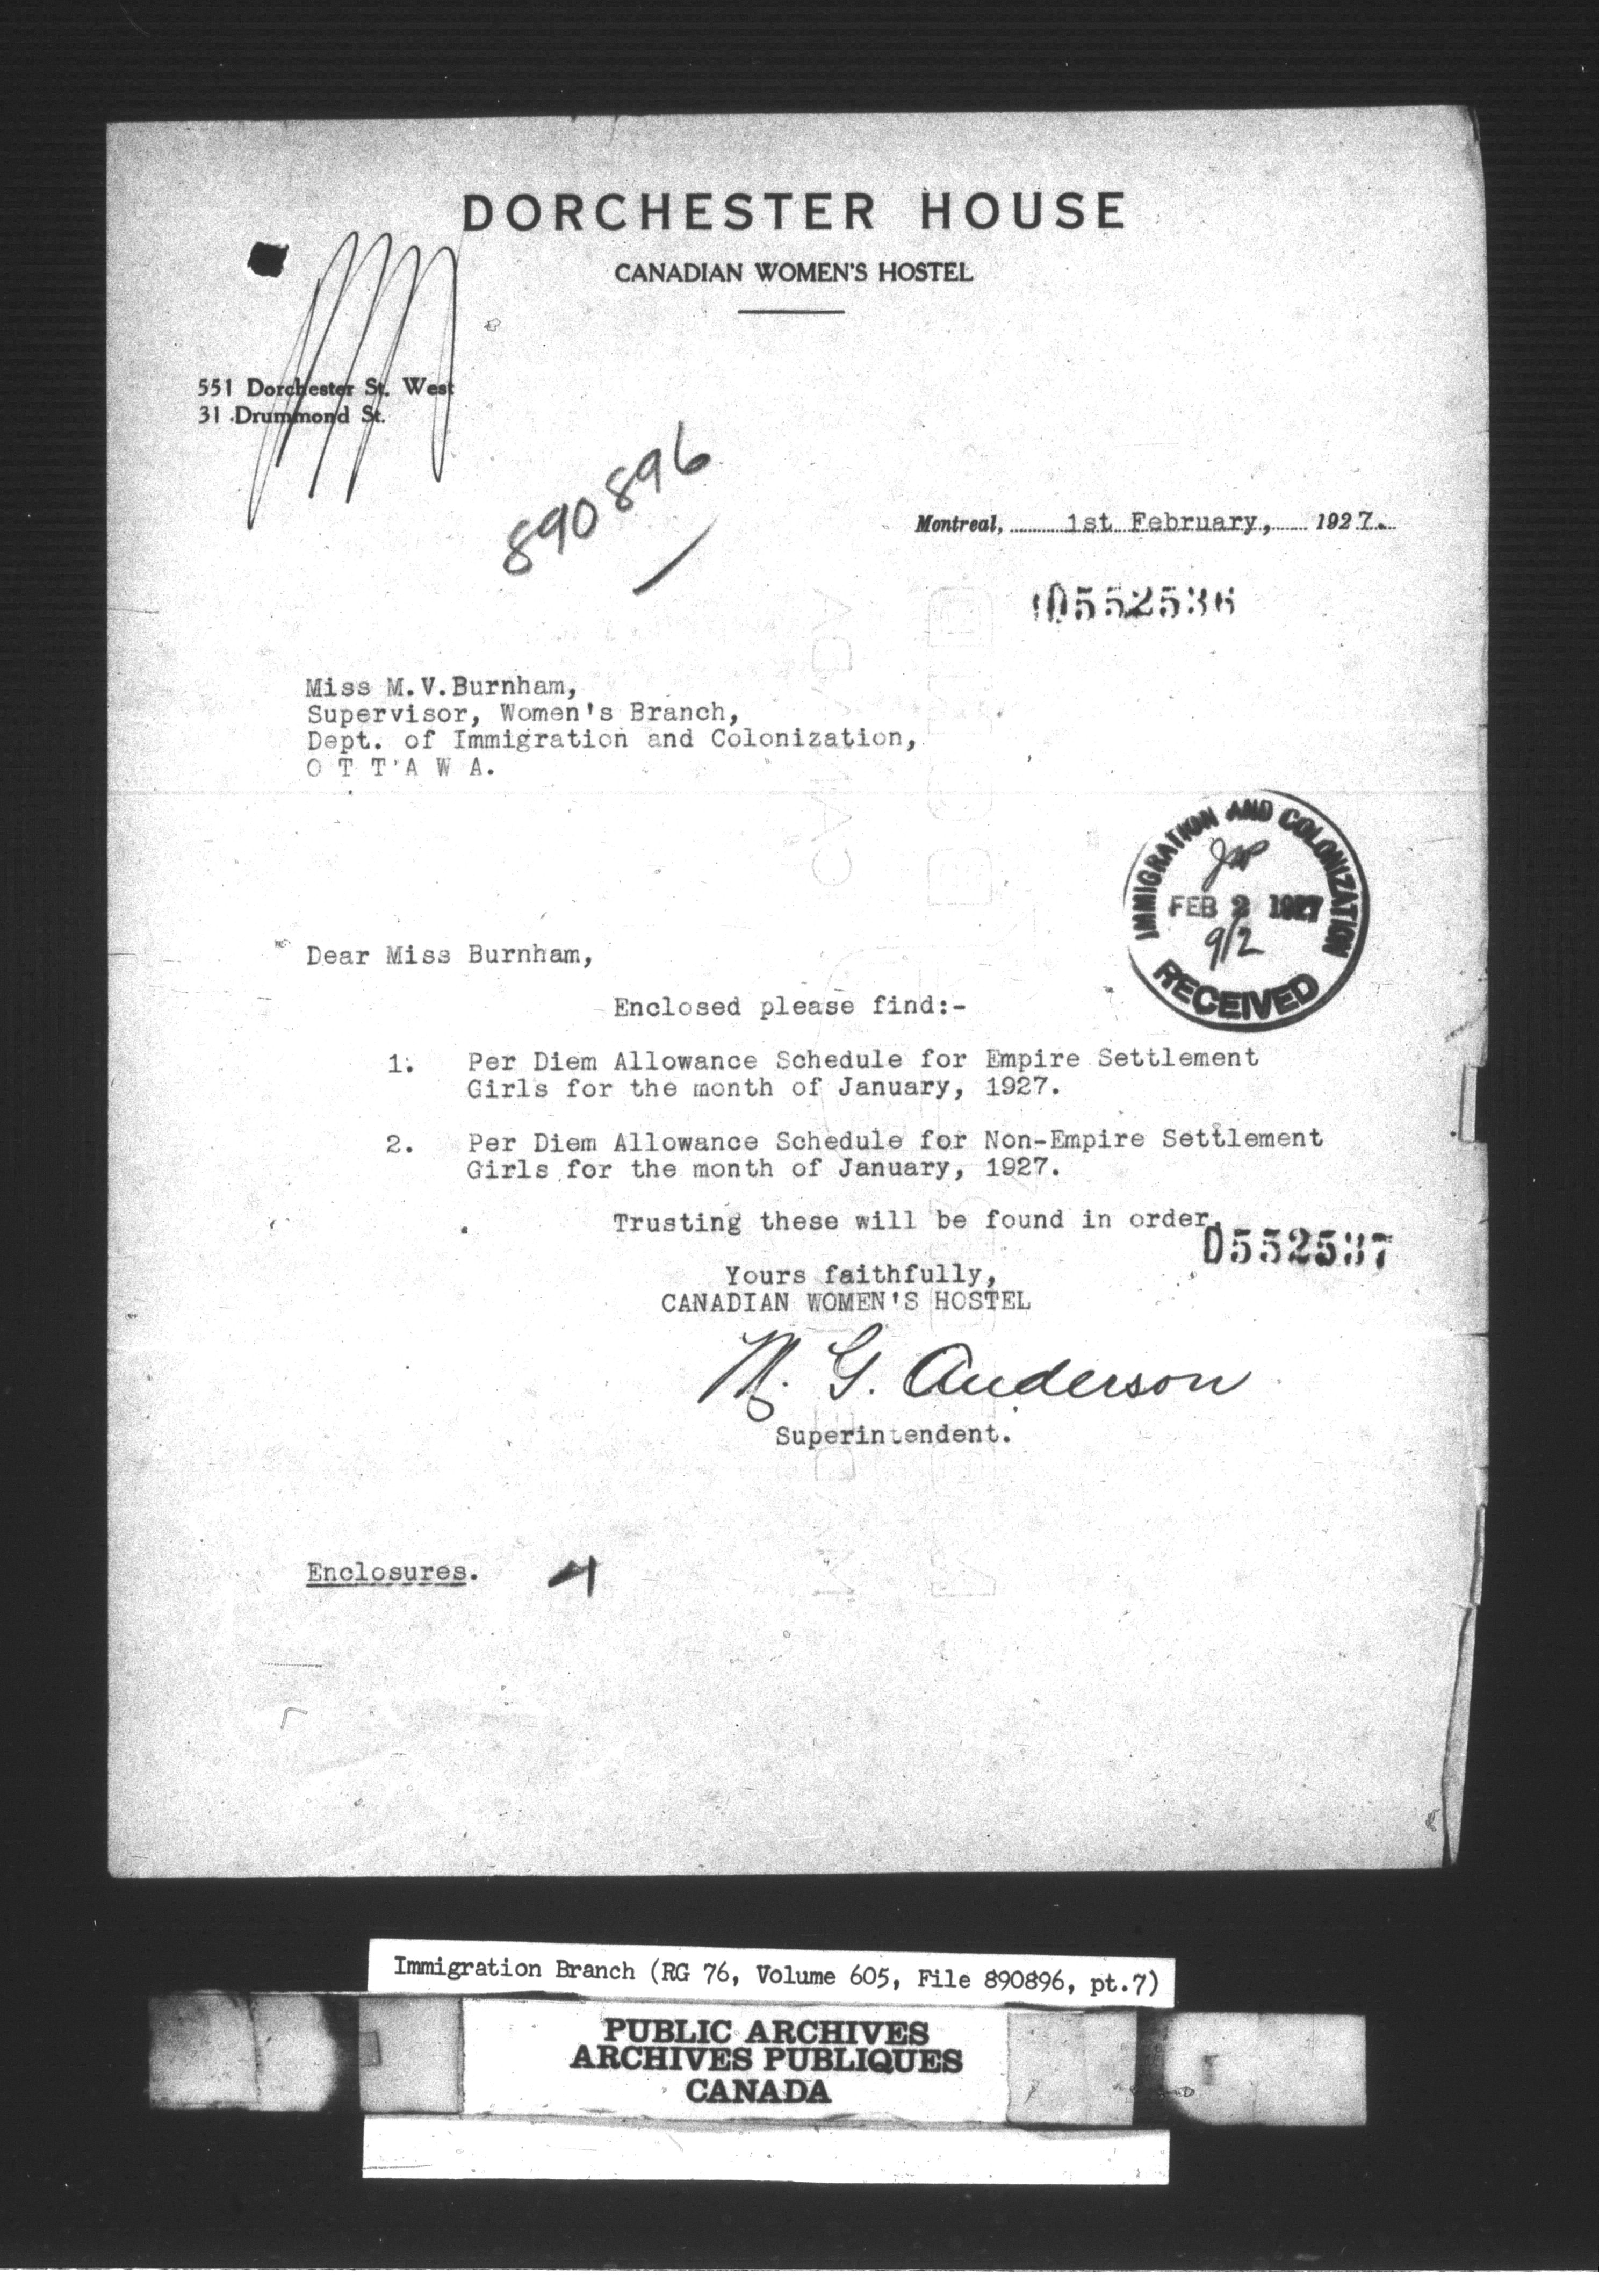 DORCHESTER HOUSE
CANADIAN WOMEN'S HOSTEL
551 Dorchester St. West
31 Drummond St.
890896
Montreal, 1st February, 1927.
D552536
Miss M.V.Burnham,
Supervisor, Women's Branch,
Dept. of Immigration and Colonization,
O T T A W A.
IMMIGRATION AND COLONIZATION
FEB 2 1927
9/2
RECEIVED
Dear Miss Burnham,
Enclosed please find:-
1. Per Diem Allowance Schedule for Empire Settlement
Girls for the month of January, 1927.
2. Per Diem Allowance Schedule for Non-Empire Settlement
Girls for the month of January, 1927.
Trusting these will be found in order.
D552537
Yours faithfully,
CANADIAN WOMEN'S HOSTEL
M. G. Anderson
Superintendent.
Enclosures. 4
Immigration Branch (RG 76, Volume 605, File 890896, pt.7)
PUBLIC ARCHIVES
ARCHIVES PUBLIQUES
CANADA